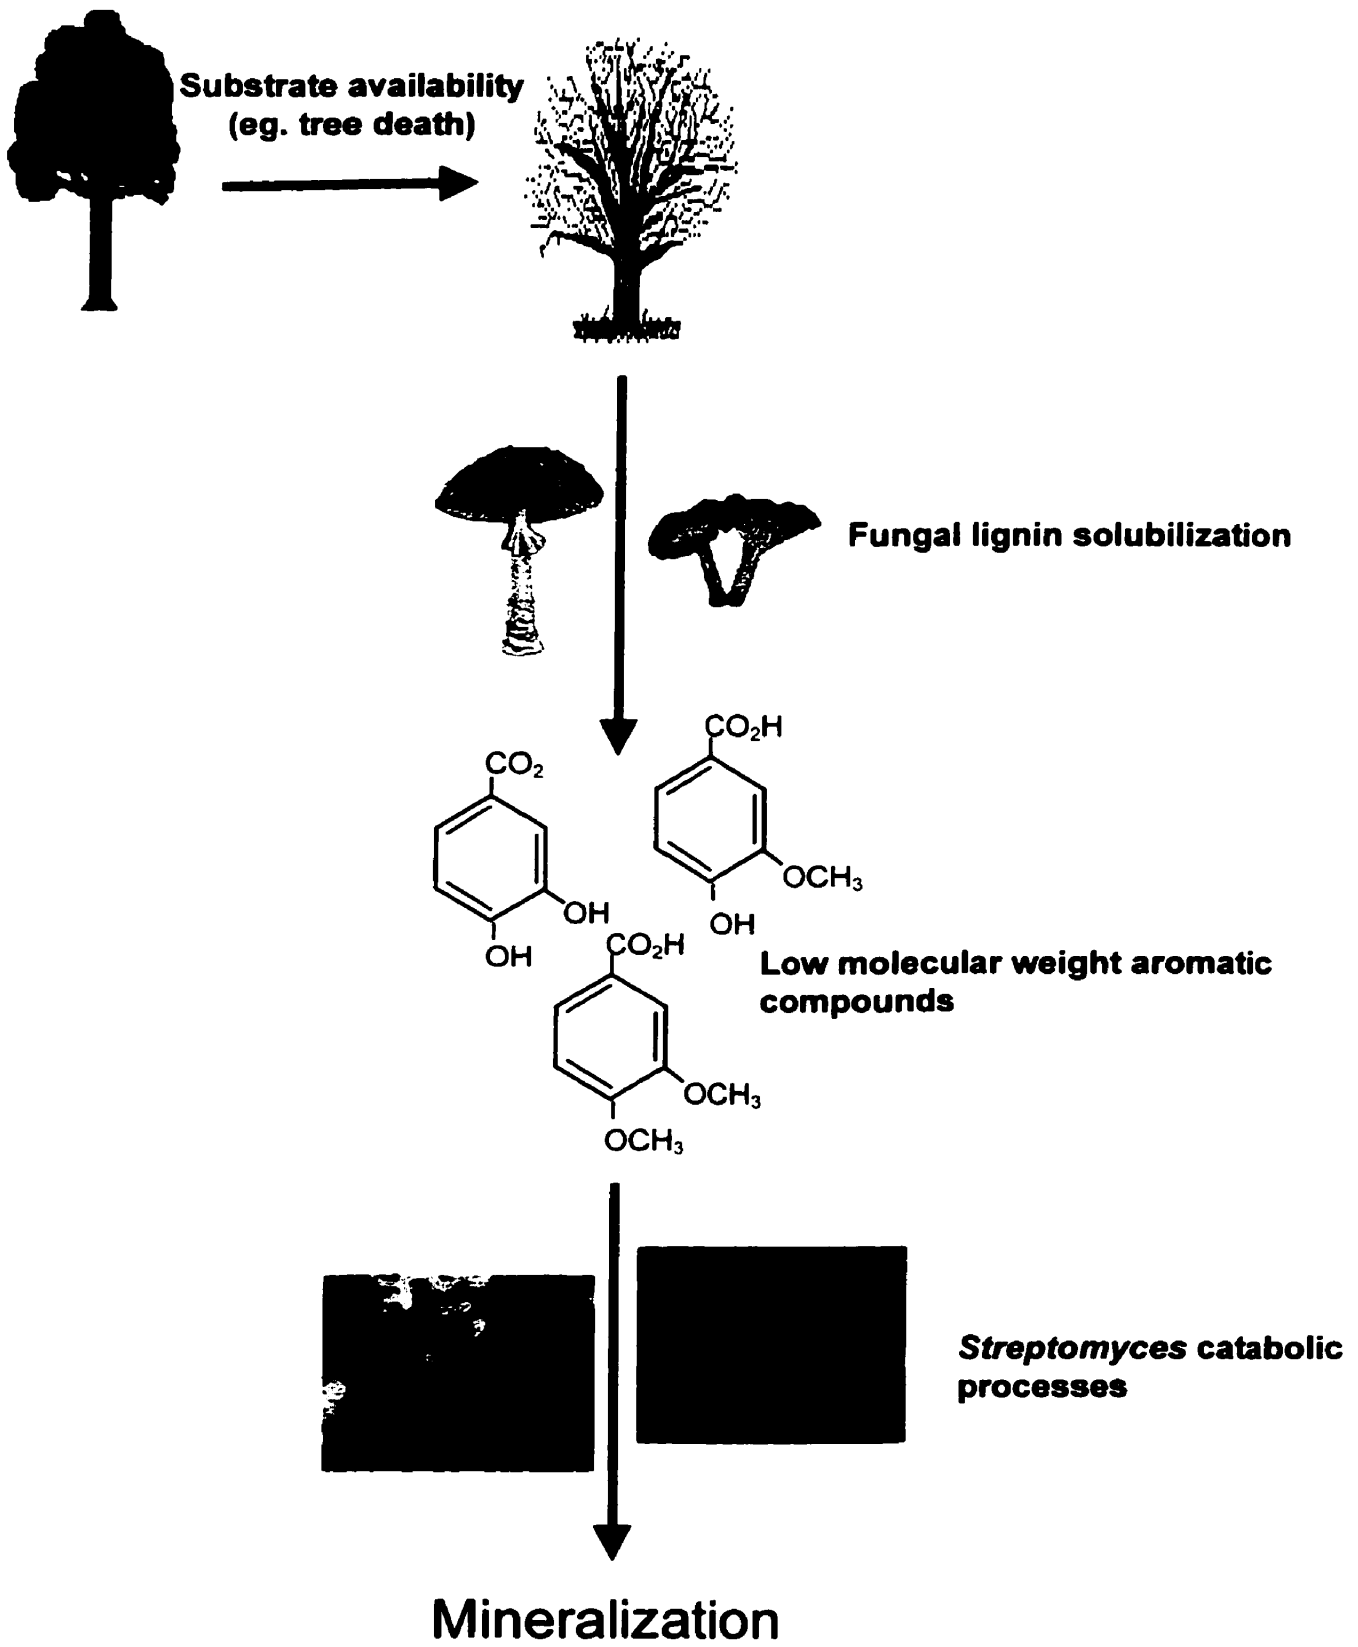 Substrate availability
(eg. tree death)
Fungal lignin solubilization
CO₂H
CO₂
OCH₃
OH
OH
OH
CO₂H
Low molecular weight aromatic
compounds
OCH₃
OCH₃
Streptomyces catabolic
processes
Mineralization